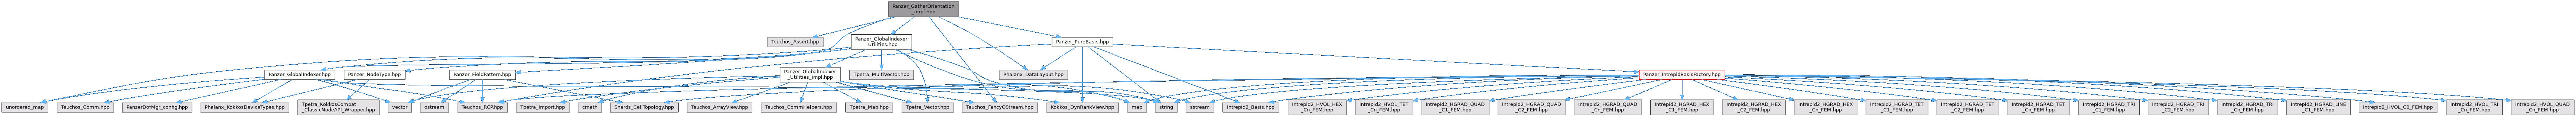 Panzer_GatherOrientation
_impl.hpp
Teuchos_Assert.hpp
Panzer_GlobalIndexer
_Utilities.hpp
Panzer_PureBasis.hpp
Panzer_GlobalIndexer.hpp
Panzer_NodeType.hpp
Panzer_FieldPattern.hpp
Panzer_GlobalIndexer
_Utilities_impl.hpp
Tpetra_MultiVector.hpp
Phalanx_DataLayout.hpp
Panzer_IntrepidBasisFactory.hpp
unordered_map
Teuchos_Comm.hpp
PanzerDofMgr_config.hpp
Phalanx_KokkosDeviceTypes.hpp
Tpetra_KokkosCompat
_ClassicNodeAPI_Wrapper.hpp
vector
ostream
Teuchos_RCP.hpp
Tpetra_Import.hpp
cmath
Shards_CellTopology.hpp
Teuchos_ArrayView.hpp
Teuchos_CommHelpers.hpp
Tpetra_Map.hpp
Tpetra_Vector.hpp
Teuchos_FancyOStream.hpp
Kokkos_DynRankView.hpp
map
string
sstream
Intrepid2_Basis.hpp
Intrepid2_HVOL_HEX
_Cn_FEM.hpp
Intrepid2_HVOL_TET
_Cn_FEM.hpp
Intrepid2_HGRAD_QUAD
_C1_FEM.hpp
Intrepid2_HGRAD_QUAD
_C2_FEM.hpp
Intrepid2_HGRAD_QUAD
_Cn_FEM.hpp
Intrepid2_HGRAD_HEX
_C1_FEM.hpp
Intrepid2_HGRAD_HEX
_C2_FEM.hpp
Intrepid2_HGRAD_HEX
_Cn_FEM.hpp
Intrepid2_HGRAD_TET
_C1_FEM.hpp
Intrepid2_HGRAD_TET
_C2_FEM.hpp
Intrepid2_HGRAD_TET
_Cn_FEM.hpp
Intrepid2_HGRAD_TRI
_C1_FEM.hpp
Intrepid2_HGRAD_TRI
_C2_FEM.hpp
Intrepid2_HGRAD_TRI
_Cn_FEM.hpp
Intrepid2_HGRAD_LINE
_C1_FEM.hpp
Intrepid2_HVOL_C0_FEM.hpp
Intrepid2_HVOL_TRI
_Cn_FEM.hpp
Intrepid2_HVOL_QUAD
_Cn_FEM.hpp